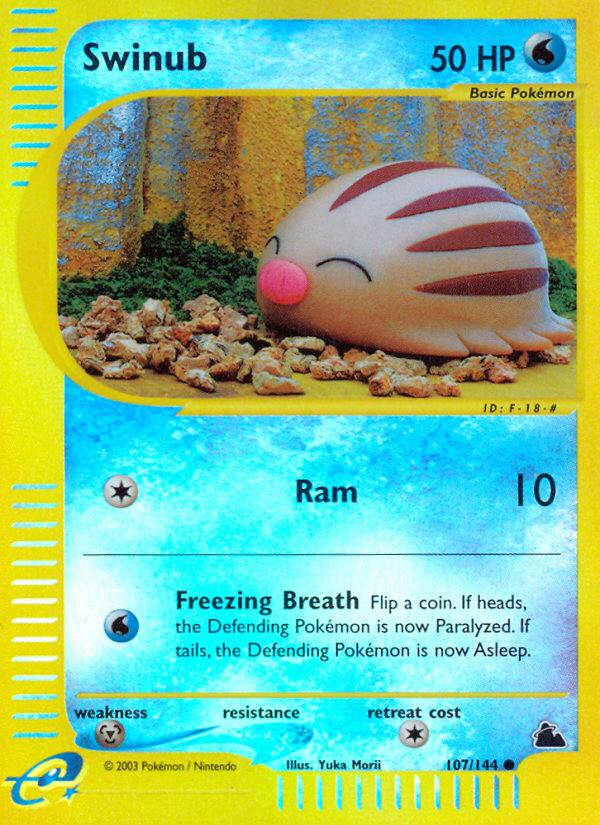 Swinub 50 HP
Basic Pokémon
ID: F-18-#
Ram 10
Freezing Breath Flip a coin. If heads,
the Defending Pokémon is now Paralyzed. If
tails, the Defending Pokémon is now Asleep.
weakness resistance retreat cost
© 2003 Pokémon / Nintendo Illus. Yuka Morii 107/144
e